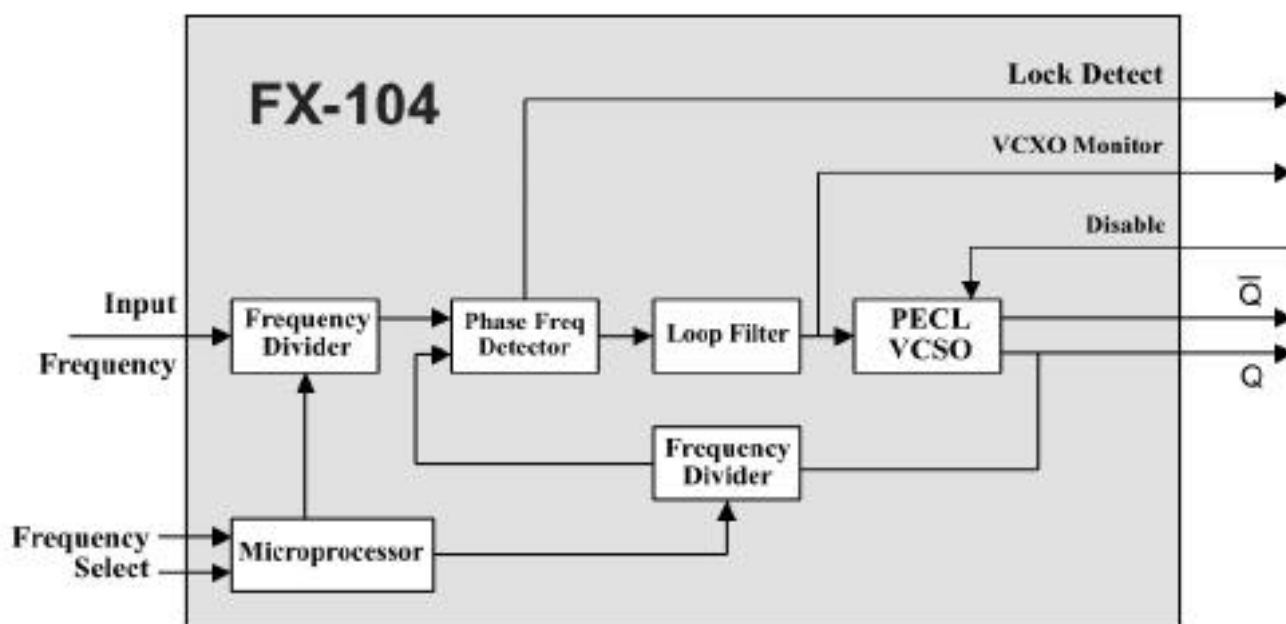 FX-104
Lock Detect
VCXO Monitor
Disable
Q̅
Q
Input
Frequency
Frequency
Divider
Phase Freq
Detector
Loop Filter
PECL
VCSO
Frequency
Divider
Frequency
Select
Microprocessor